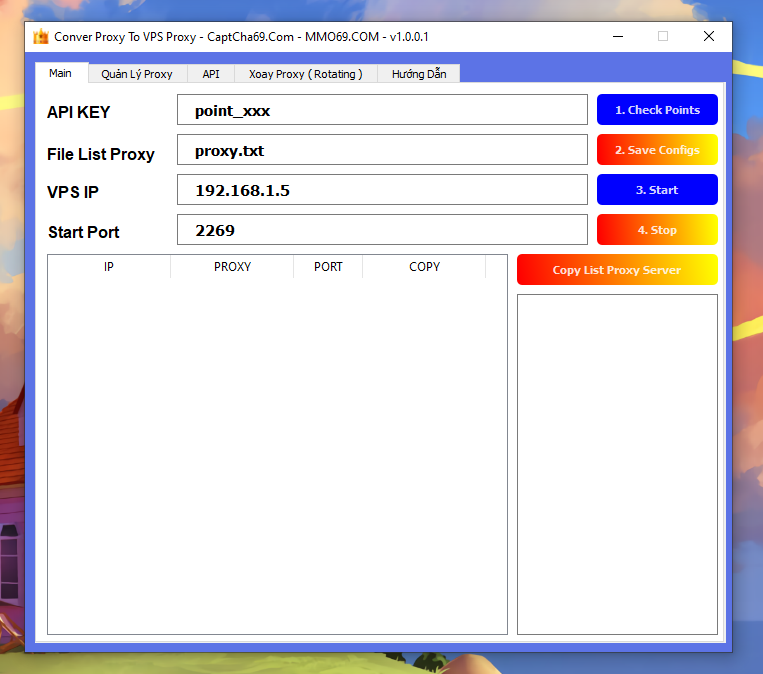 Conver Proxy To VPS Proxy - CaptCha69.Com - MMO69.COM - v1.0.0.1
Main Quản Lý Proxy API Xoay Proxy ( Rotating ) Hướng Dẫn
API KEY point_xxx 1. Check Points
File List Proxy proxy.txt 2. Save Configs
VPS IP 192.168.1.5 3. Start
Start Port 2269 4. Stop
IP PROXY PORT COPY Copy List Proxy Server